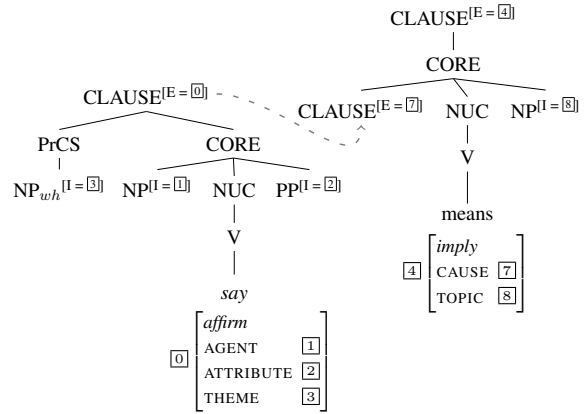 CLAUSE[E = 4]
CORE
CLAUSE[E = 0] CLAUSE[E = 7] NUC NP[I = 8]
PrCS CORE V
NPwh[I = 3] NP[I = 1] NUC PP[I = 2]
means
V
imply
4 CAUSE 7
TOPIC 8
say
affirm
AGENT 1
0 ATTRIBUTE 2
THEME 3